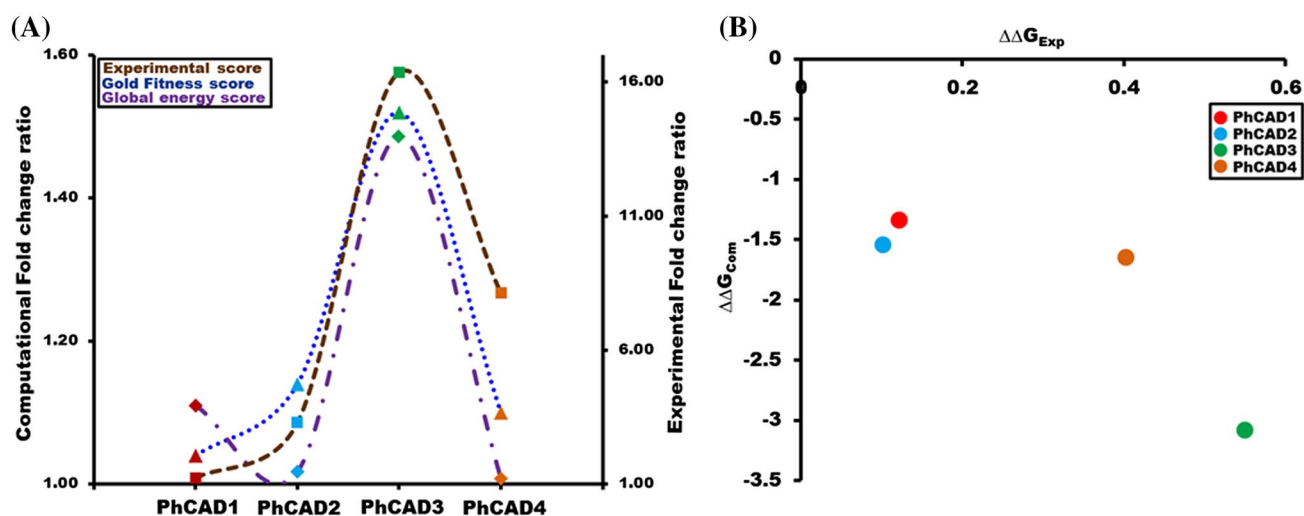 (A)
Computational Fold change ratio
1.60
1.40
1.20
1.00
Experimental score
Gold Fitness score
Global energy score
PhCAD1 PhCAD2 PhCAD3 PhCAD4
16.00
11.00
6.00
1.00
Experimental Fold change ratio
(B)
ΔΔG_Exp
0 0.2 0.4 0.6
ΔΔG_Com
0
-0.5
-1
-1.5
-2
-2.5
-3
-3.5
PhCAD1
PhCAD2
PhCAD3
PhCAD4